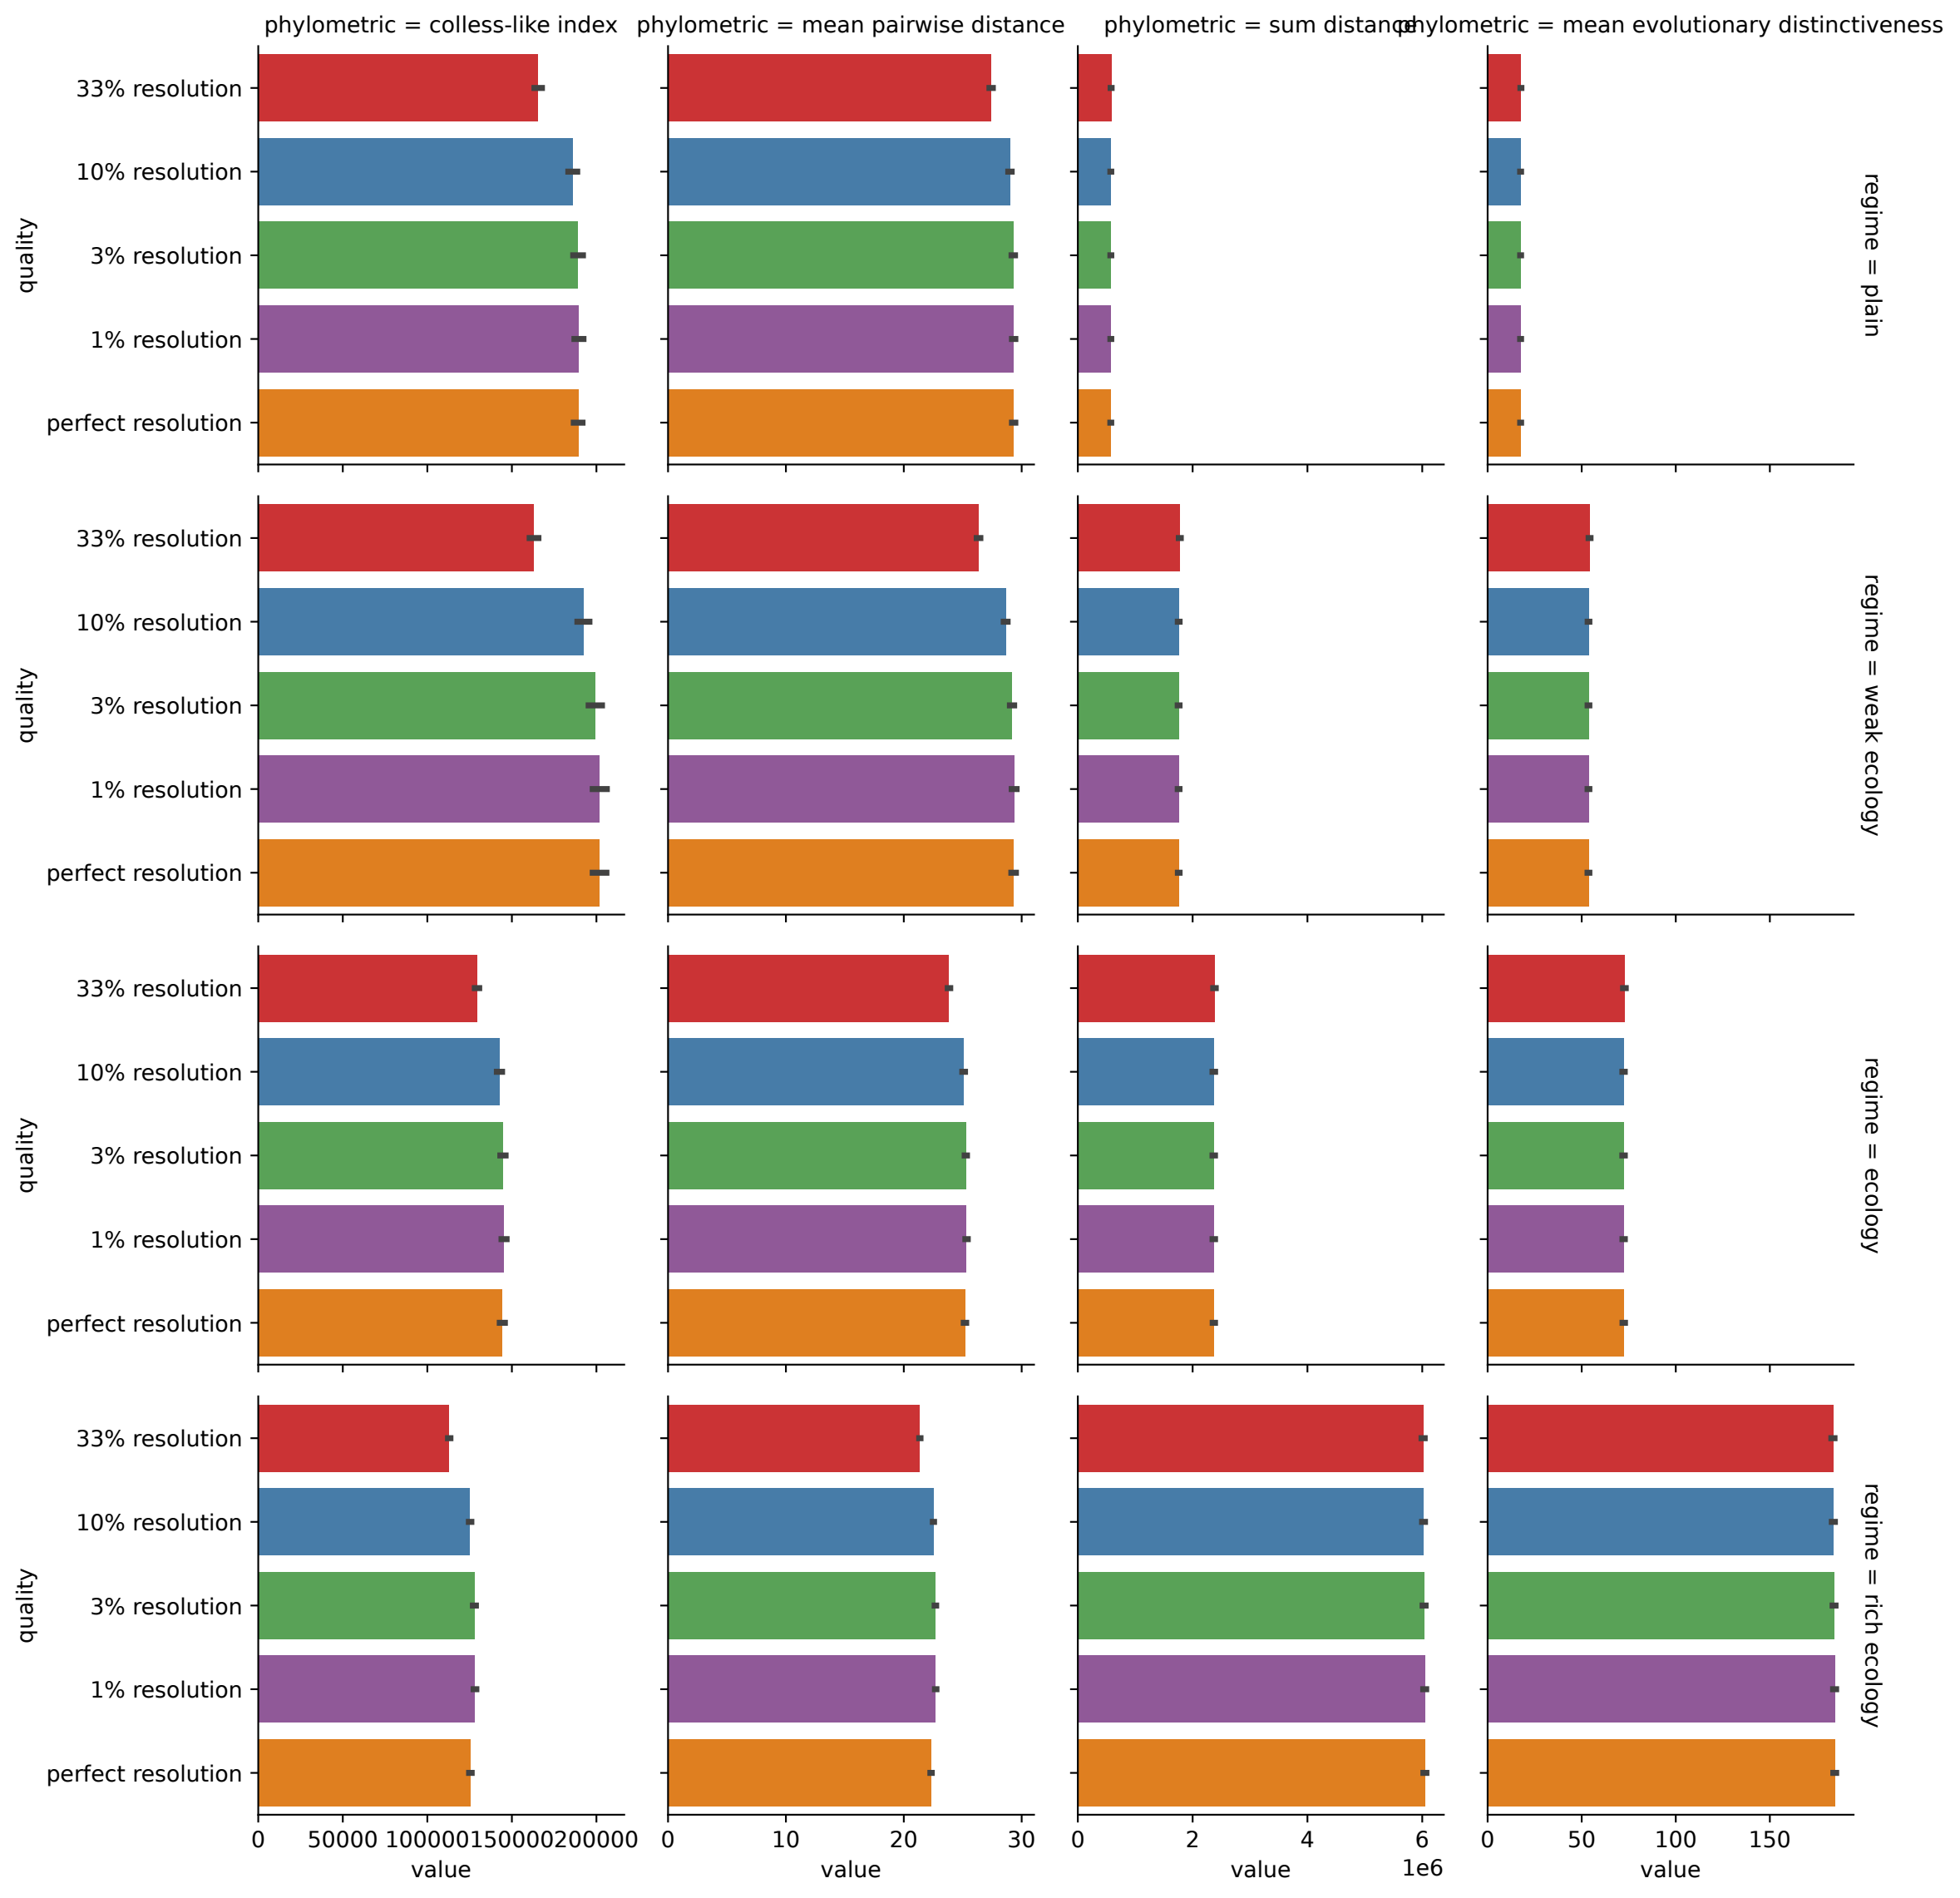 phylometric = colless-like index
phylometric = mean pairwise distance
phylometric = sum distance
phylometric = mean evolutionary distinctiveness
quality
33% resolution
10% resolution
3% resolution
1% resolution
perfect resolution
regime = plain
quality
33% resolution
10% resolution
3% resolution
1% resolution
perfect resolution
regime = weak ecology
quality
33% resolution
10% resolution
3% resolution
1% resolution
perfect resolution
regime = ecology
quality
33% resolution
10% resolution
3% resolution
1% resolution
perfect resolution
regime = rich ecology
0 50000 100000 150000 200000
value
0 10 20 30
value
0 2 4 6
1e6
value
0 50 100 150
value